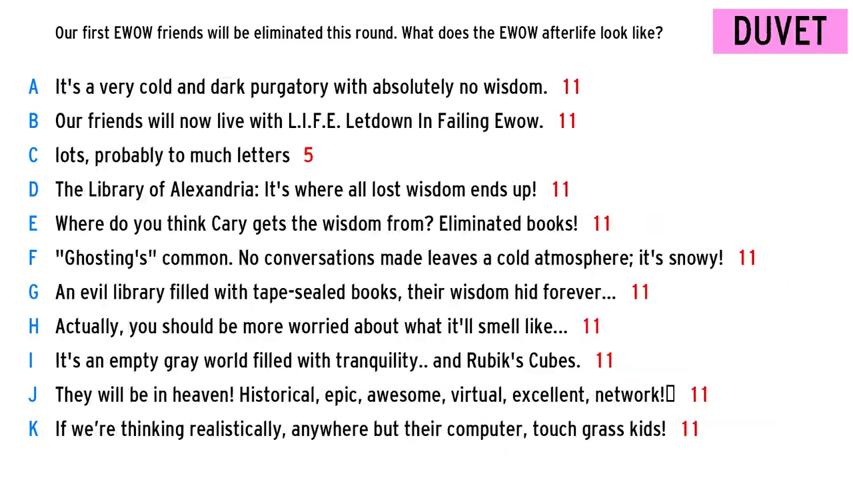 Our first EWOW friends will be eliminated this round. What does the EWOW afterlife look like?
DUVET
A It's a very cold and dark purgatory with absolutely no wisdom. 11
B Our friends will now live with L.I.F.E. Letdown In Failing Ewow. 11
C lots, probably to much letters 5
D The Library of Alexandria: It's where all lost wisdom ends up! 11
E Where do you think Cary gets the wisdom from? Eliminated books! 11
F "Ghosting's" common. No conversations made leaves a cold atmosphere; it's snowy! 11
G An evil library filled with tape-sealed books, their wisdom hid forever... 11
H Actually, you should be more worried about what it'll smell like... 11
I It's an empty gray world filled with tranquility.. and Rubik's Cubes. 11
J They will be in heaven! Historical, epic, awesome, virtual, excellent, network!▯ 11
K If we're thinking realistically, anywhere but their computer, touch grass kids! 11